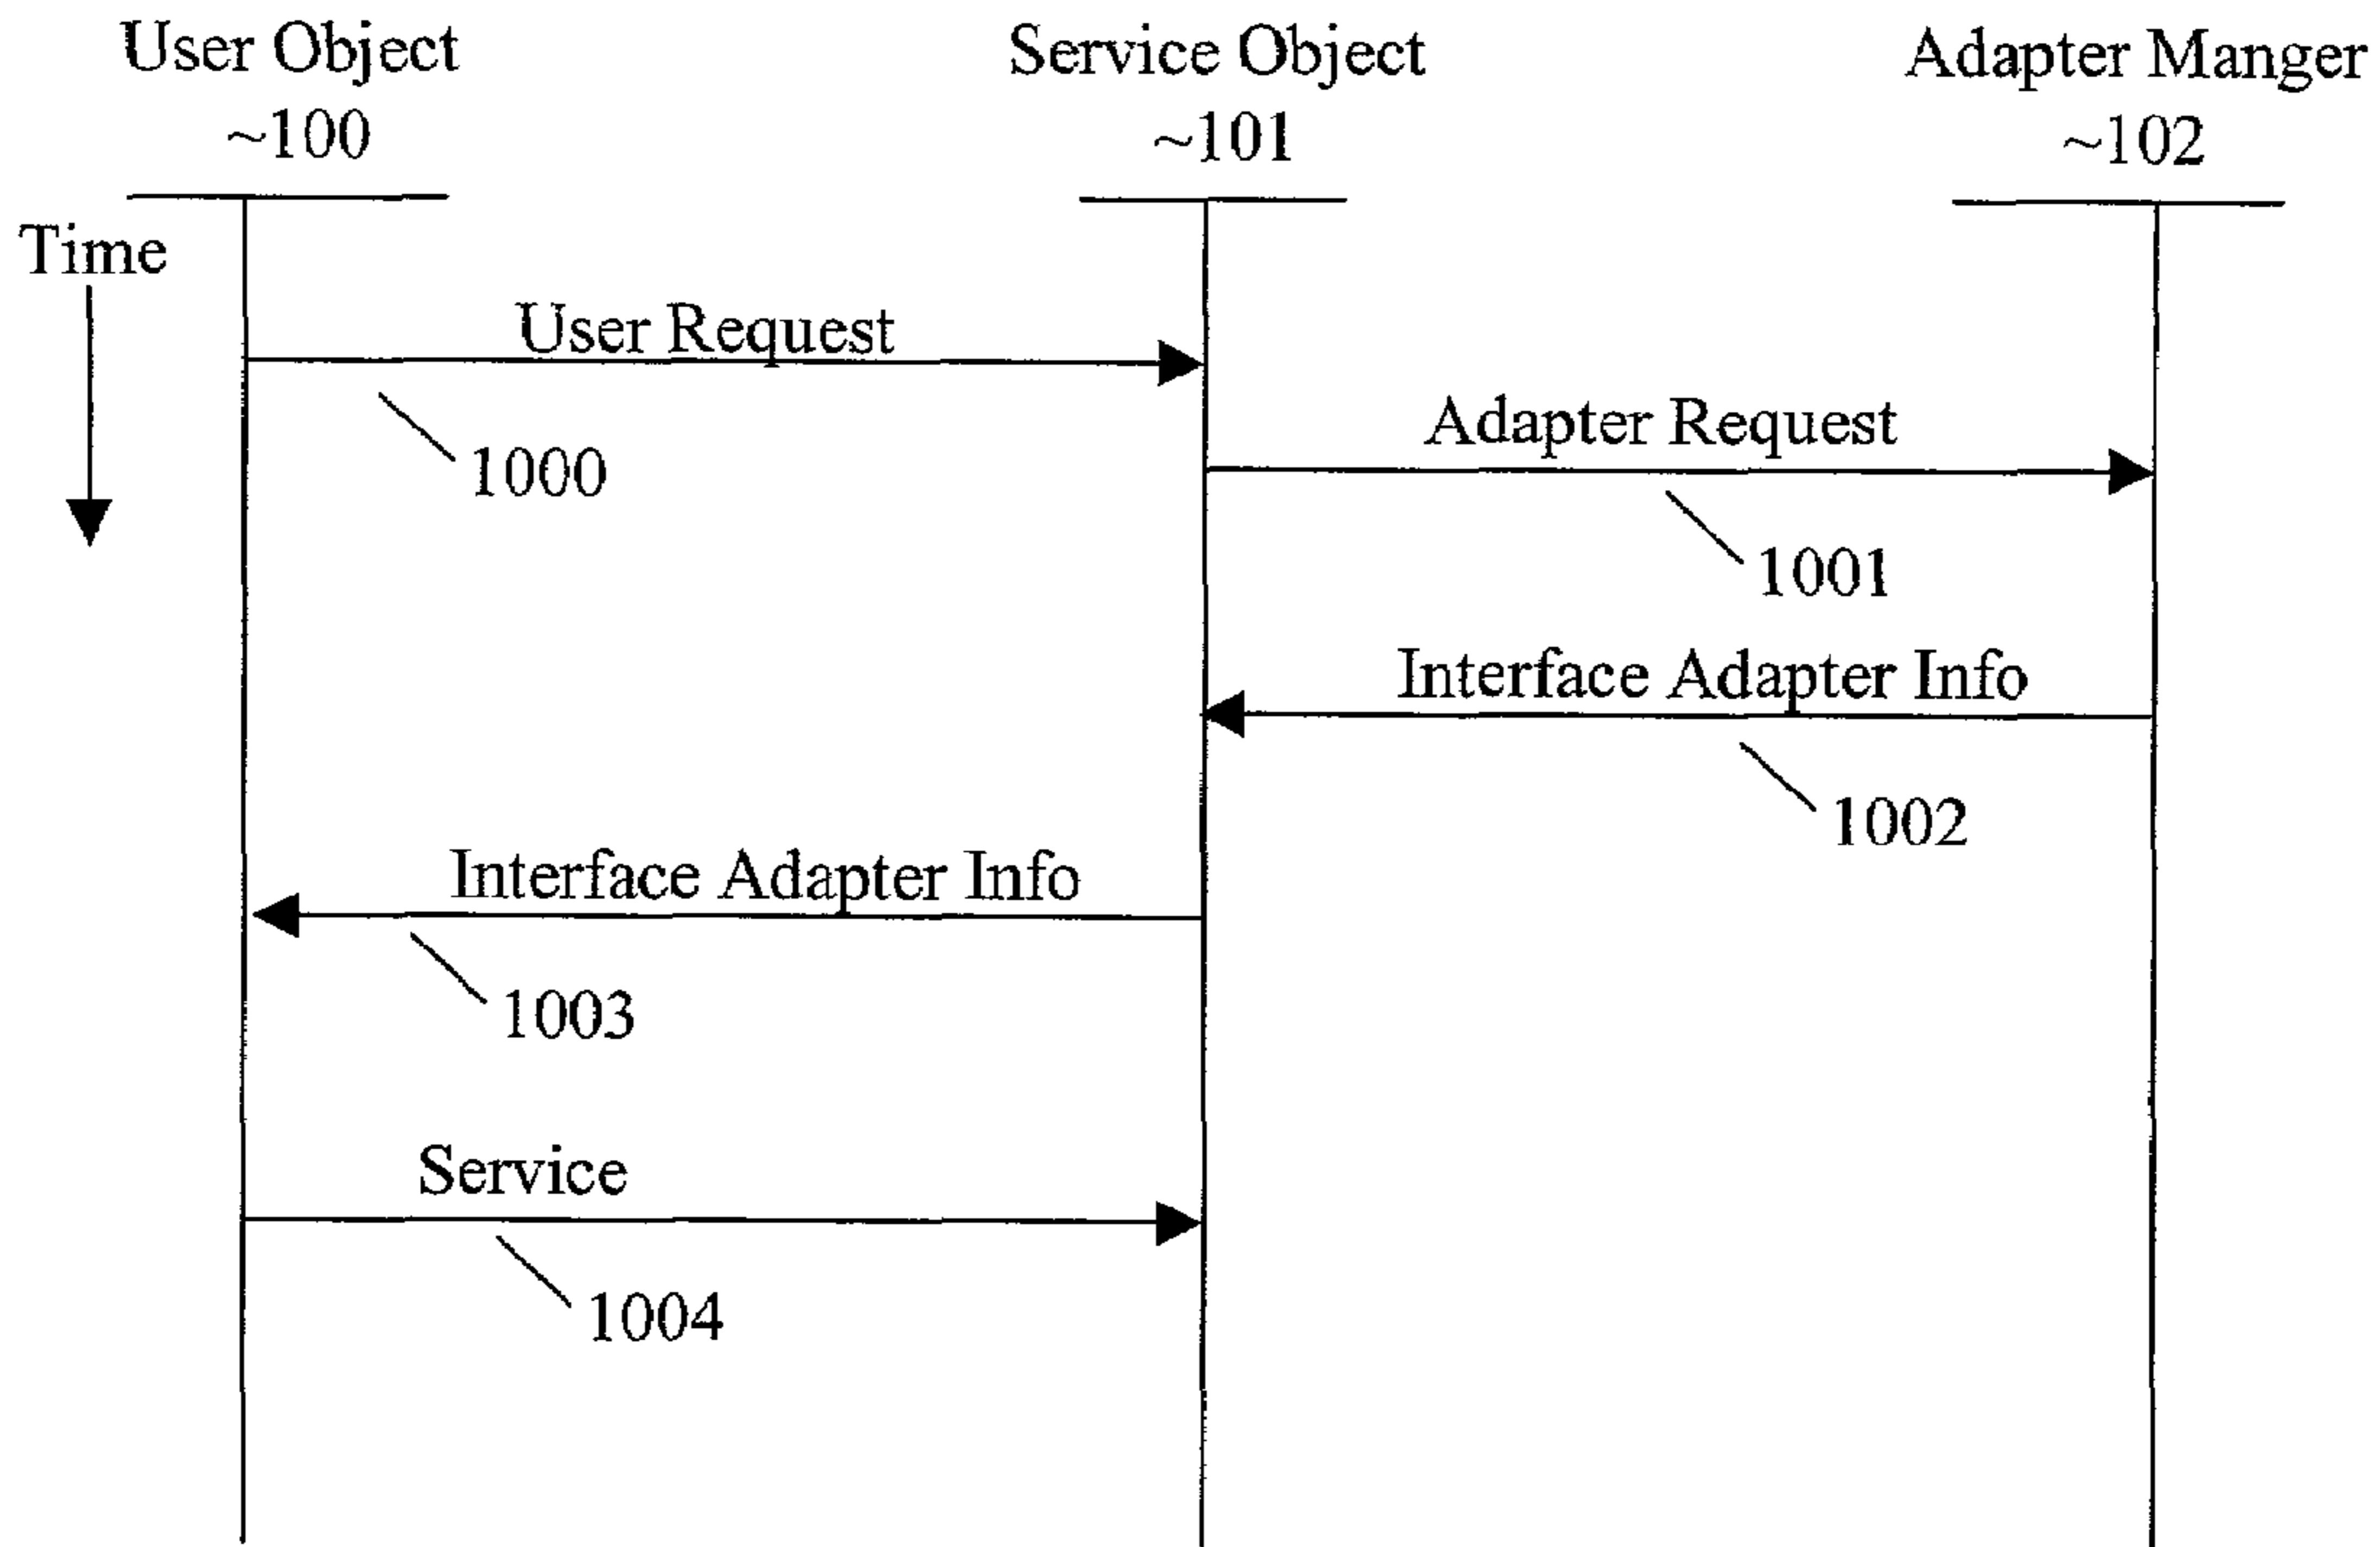 User Object
~100
Service Object
~101
Adapter Manger
~102
Time
User Request
1000
Adapter Request
1001
Interface Adapter Info
1002
Interface Adapter Info
1003
Service
1004